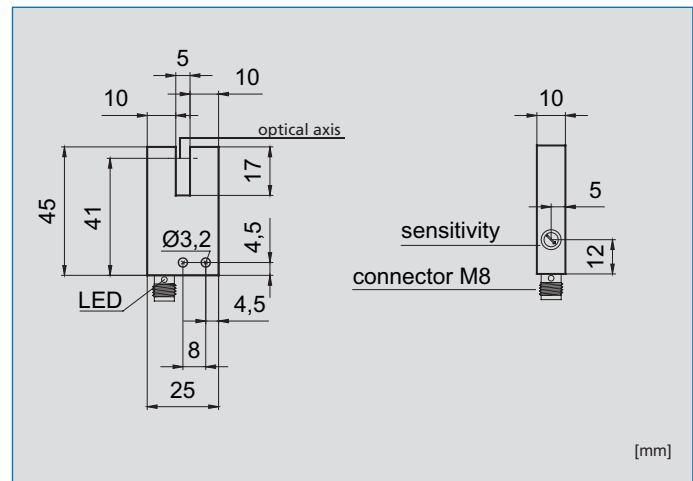 5
10
10
optical axis
17
45
41
Ø3,2
4,5
LED
4,5
8
25
10
5
sensitivity
12
connector M8
[mm]